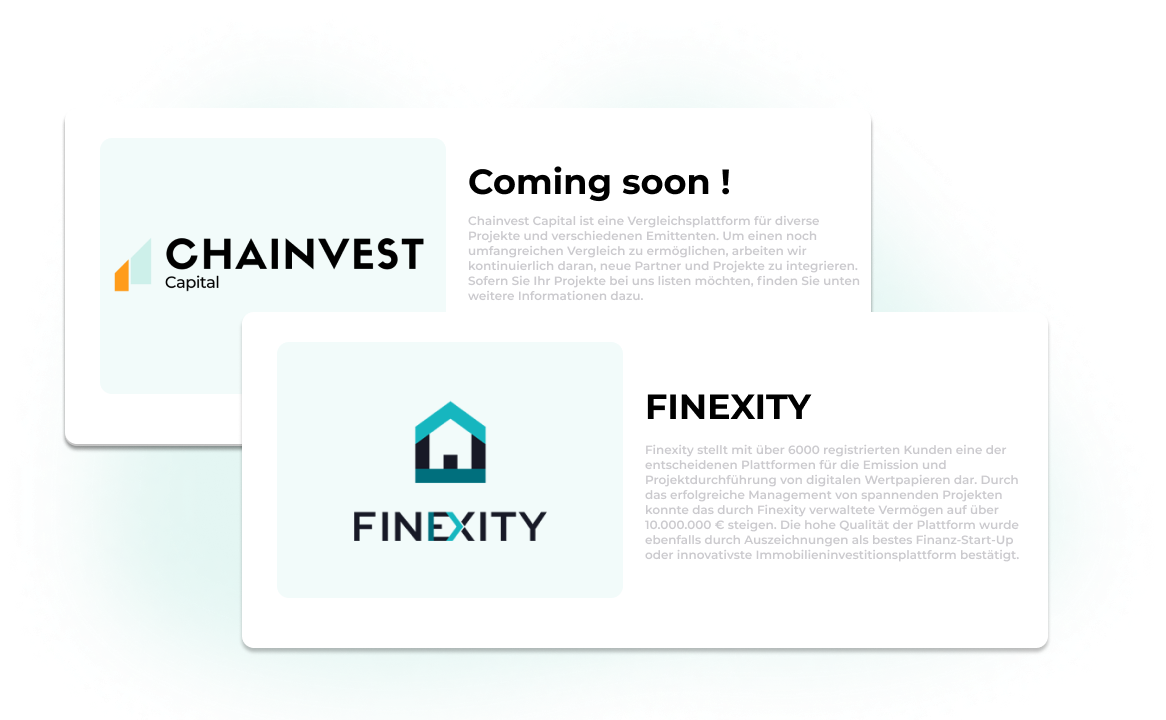 CHAINVEST
Capital
Coming soon !
Chainvest Capital ist eine Vergleichsplattform für diverse
Projekte und verschiedenen Emittenten. Um einen noch
umfangreichen Vergleich zu ermöglichen, arbeiten wir
kontinuierlich daran, neue Partner und Projekte zu integrieren.
Sofern Sie Ihr Projekte bei uns listen möchten, finden Sie unten
weitere Informationen dazu.
FINEXITY
FINEXITY
Finexity stellt mit über 6000 registrierten Kunden eine der
entscheidenen Plattformen für die Emission und
Projektdurchführung von digitalen Wertpapieren dar. Durch
das erfolgreiche Management von spannenden Projekten
konnte das durch Finexity verwaltete Vermögen auf über
10.000.000 € steigen. Die hohe Qualität der Plattform wurde
ebenfalls durch Auszeichnungen als bestes Finanz-Start-Up
oder innovativste Immobilieninvestitionsplattform bestätigt.